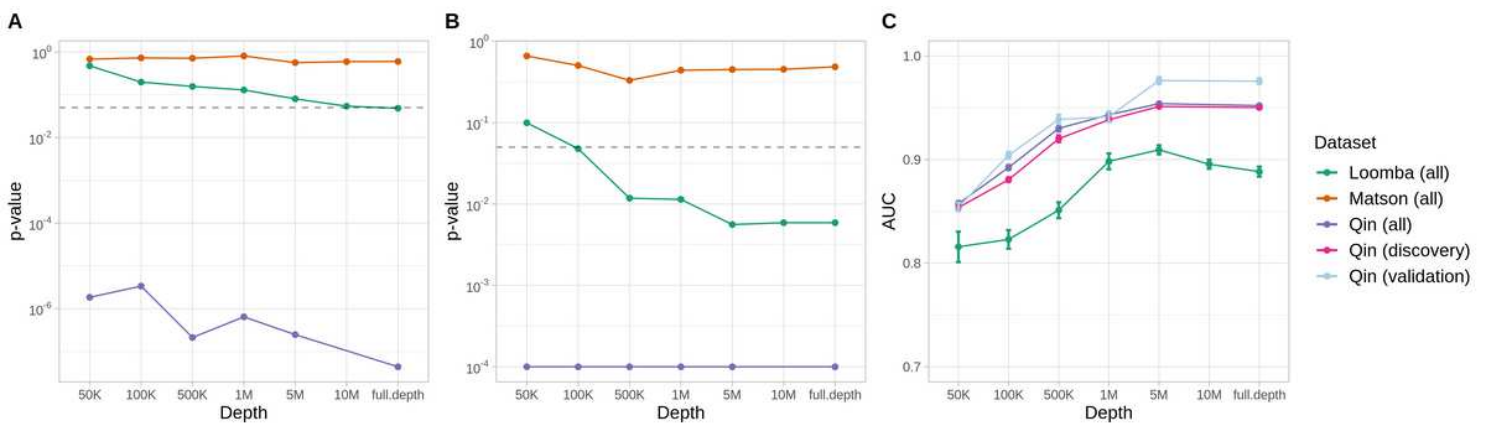 A
p-value
10^0
10^-2
10^-4
10^-6
50K 100K 500K 1M 5M 10M full.depth
Depth
B
p-value
10^0
10^-1
10^-2
10^-3
10^-4
50K 100K 500K 1M 5M 10M full.depth
Depth
C
AUC
1.0
0.9
0.8
0.7
50K 100K 500K 1M 5M 10M full.depth
Depth
Dataset
Loomba (all)
Matson (all)
Qin (all)
Qin (discovery)
Qin (validation)